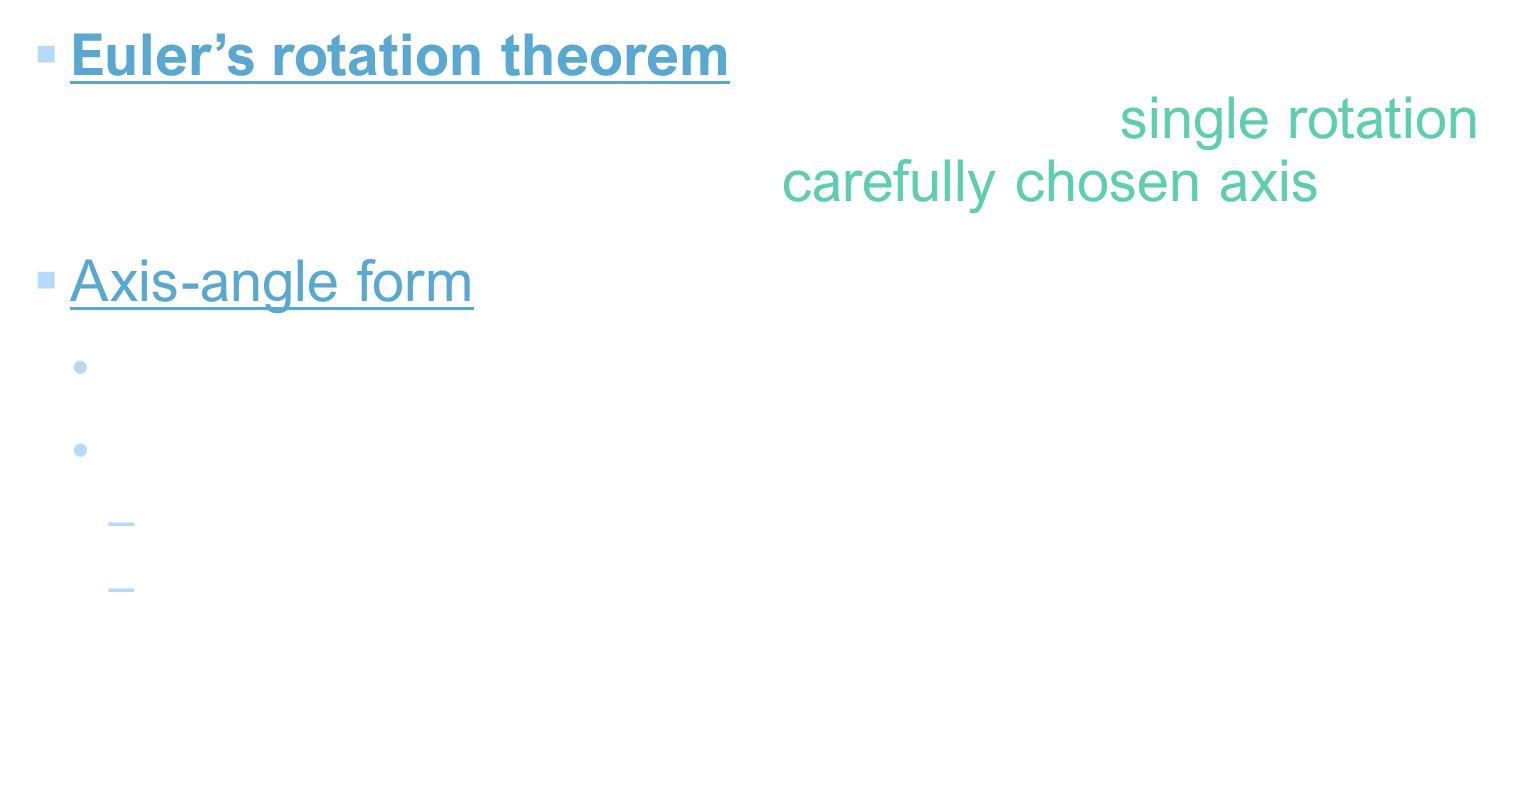 ▪ Euler’s rotation theorem
single rotation
carefully chosen axis
▪ Axis-angle form
•
•
–
–